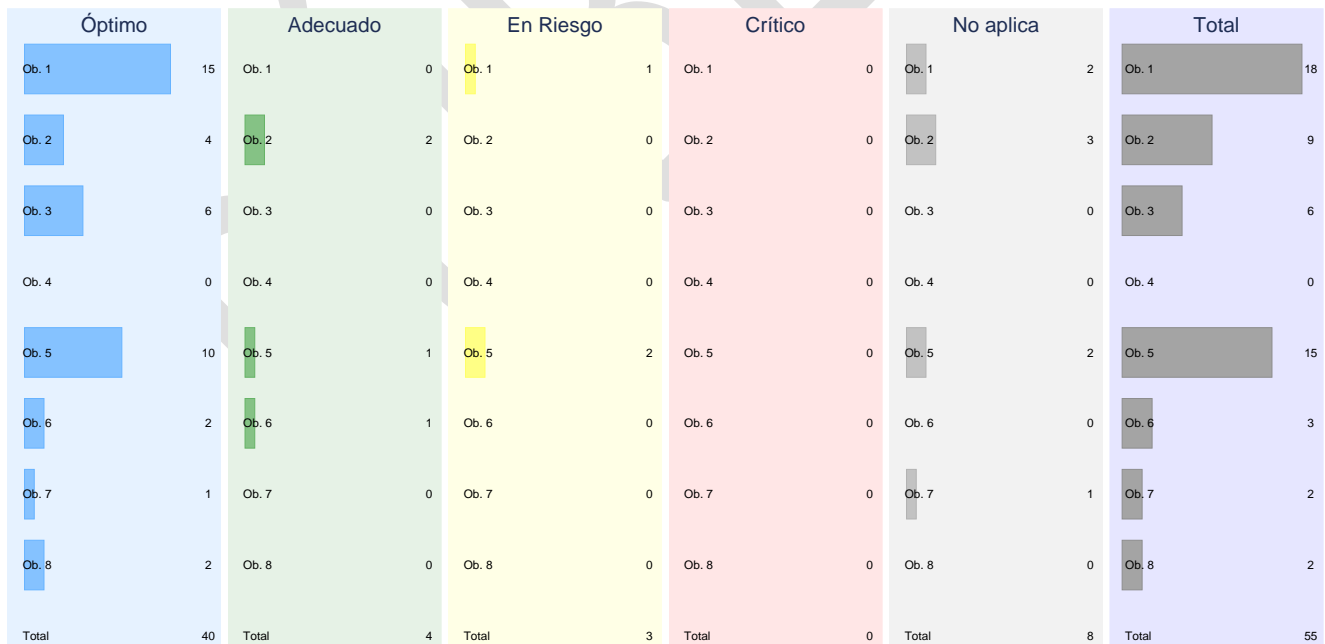 Óptimo Adecuado En Riesgo Crítico No aplica Total
Ob. 1 15 Ob. 1 0 Ob. 1 1 Ob. 1 0 Ob. 1 2 Ob. 1 18
Ob. 2 4 Ob. 2 2 Ob. 2 0 Ob. 2 0 Ob. 2 3 Ob. 2 9
Ob. 3 6 Ob. 3 0 Ob. 3 0 Ob. 3 0 Ob. 3 0 Ob. 3 6
Ob. 4 0 Ob. 4 0 Ob. 4 0 Ob. 4 0 Ob. 4 0 Ob. 4 0
Ob. 5 10 Ob. 5 1 Ob. 5 2 Ob. 5 0 Ob. 5 2 Ob. 5 15
Ob. 6 2 Ob. 6 1 Ob. 6 0 Ob. 6 0 Ob. 6 0 Ob. 6 3
Ob. 7 1 Ob. 7 0 Ob. 7 0 Ob. 7 0 Ob. 7 1 Ob. 7 2
Ob. 8 2 Ob. 8 0 Ob. 8 0 Ob. 8 0 Ob. 8 0 Ob. 8 2
Total 40 Total 4 Total 3 Total 0 Total 8 Total 55